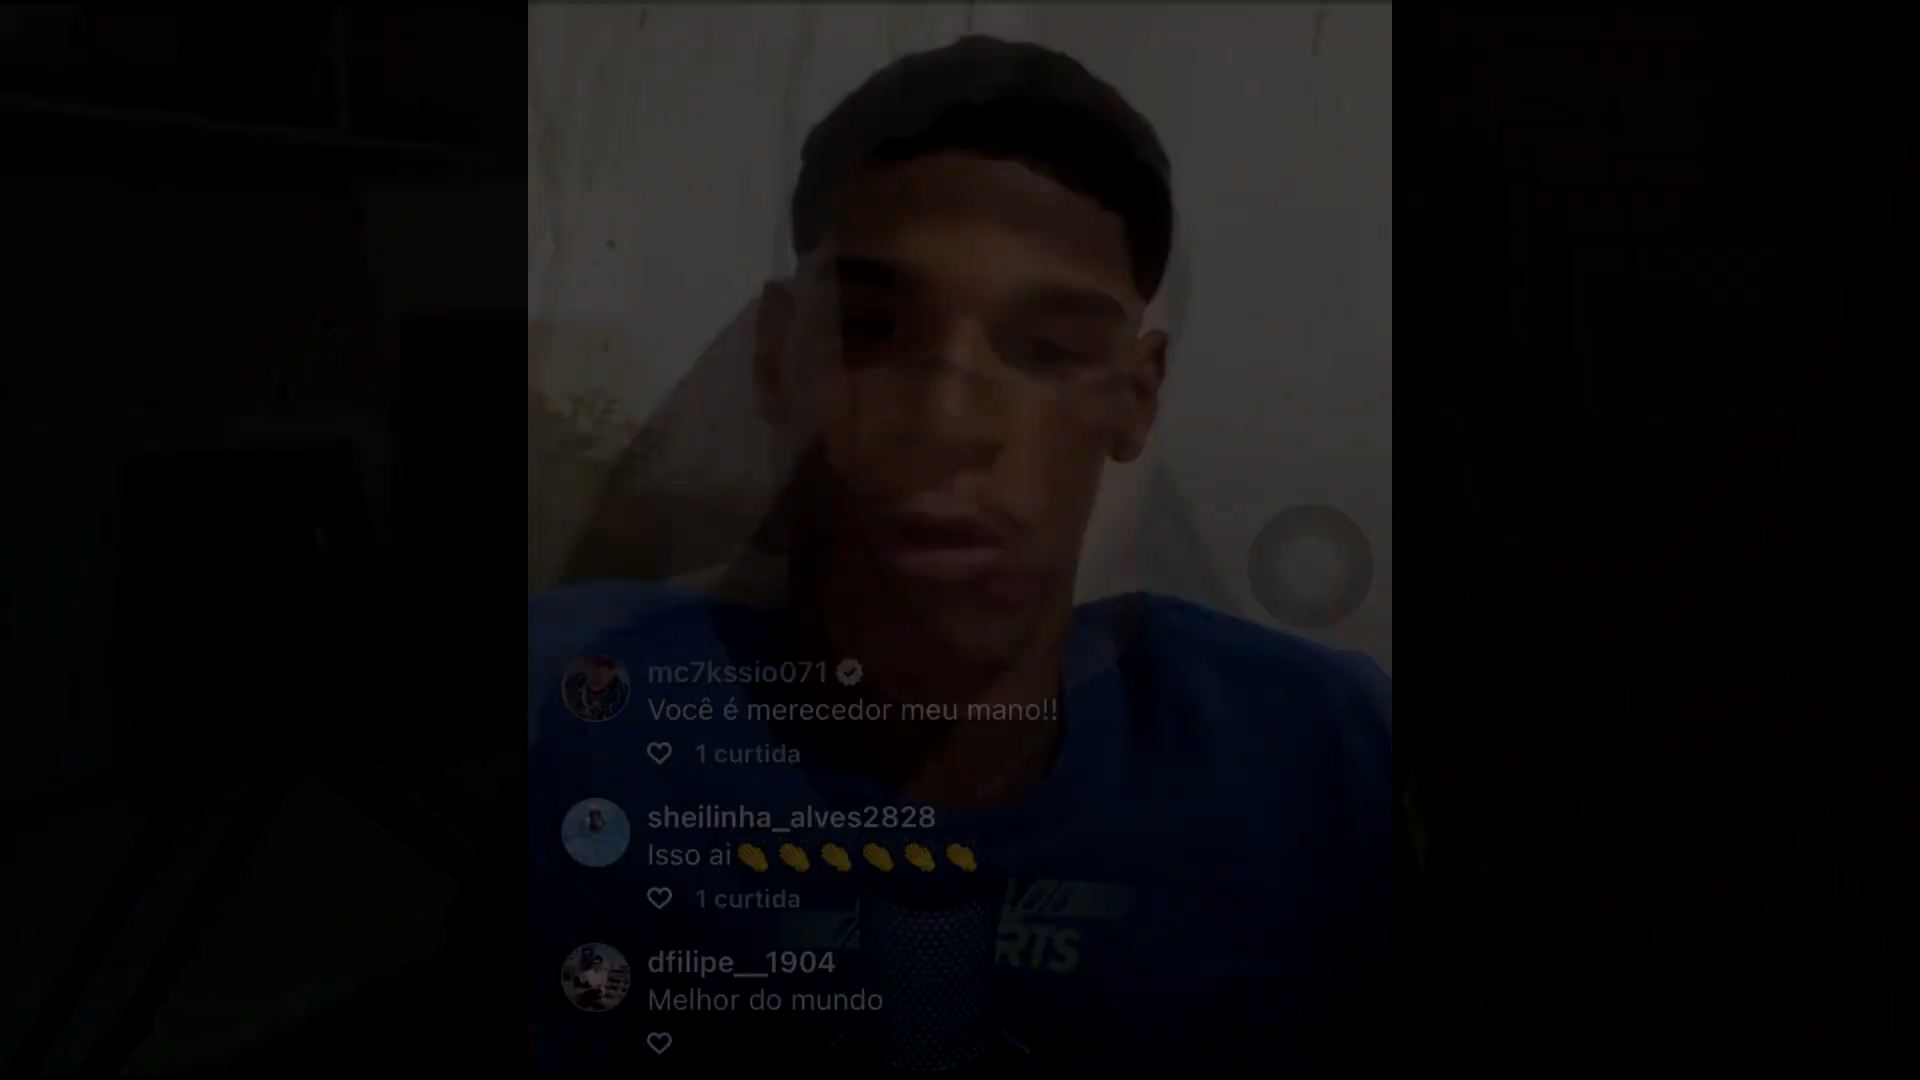 mc7kssio071
Você é merecedor meu mano!!
1 curtida
sheilinha_alves2828
Isso ai👏👏👏👏👏👏
1 curtida
dfilipe__1904
Melhor do mundo